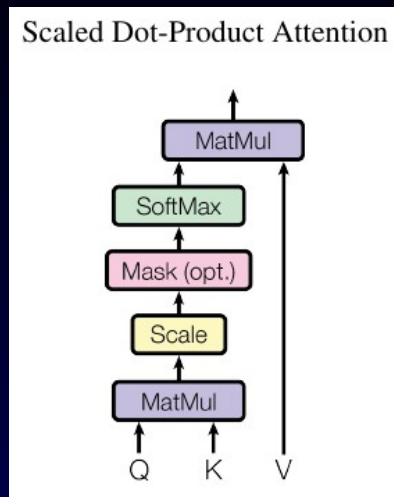 Scaled Dot-Product Attention
MatMul
SoftMax
Mask (opt.)
Scale
MatMul
Q K V